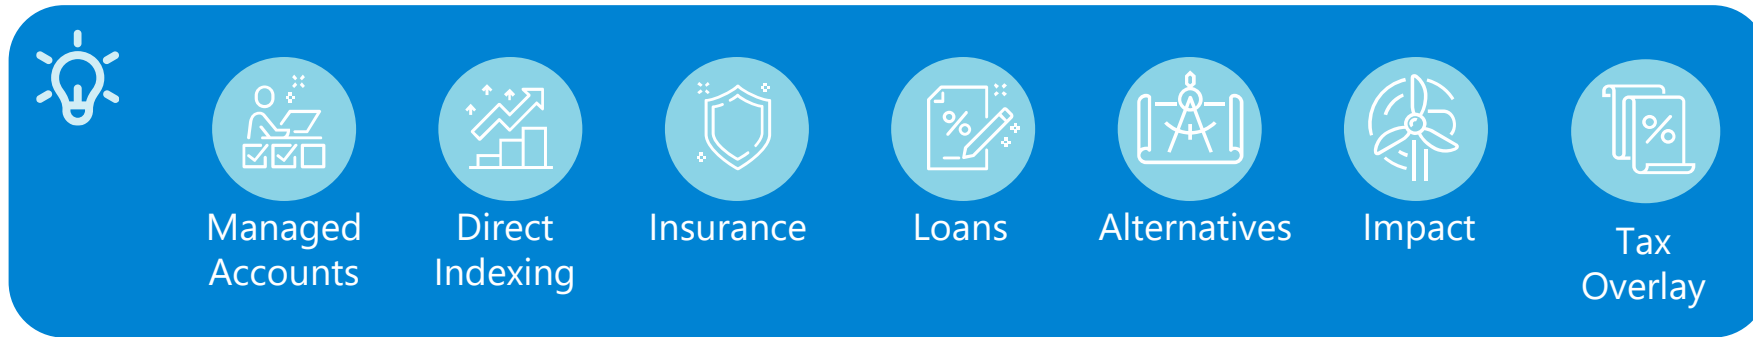 Managed
Accounts
Direct
Indexing
Insurance
%
Loans
Alternatives
Impact
%
Tax
Overlay